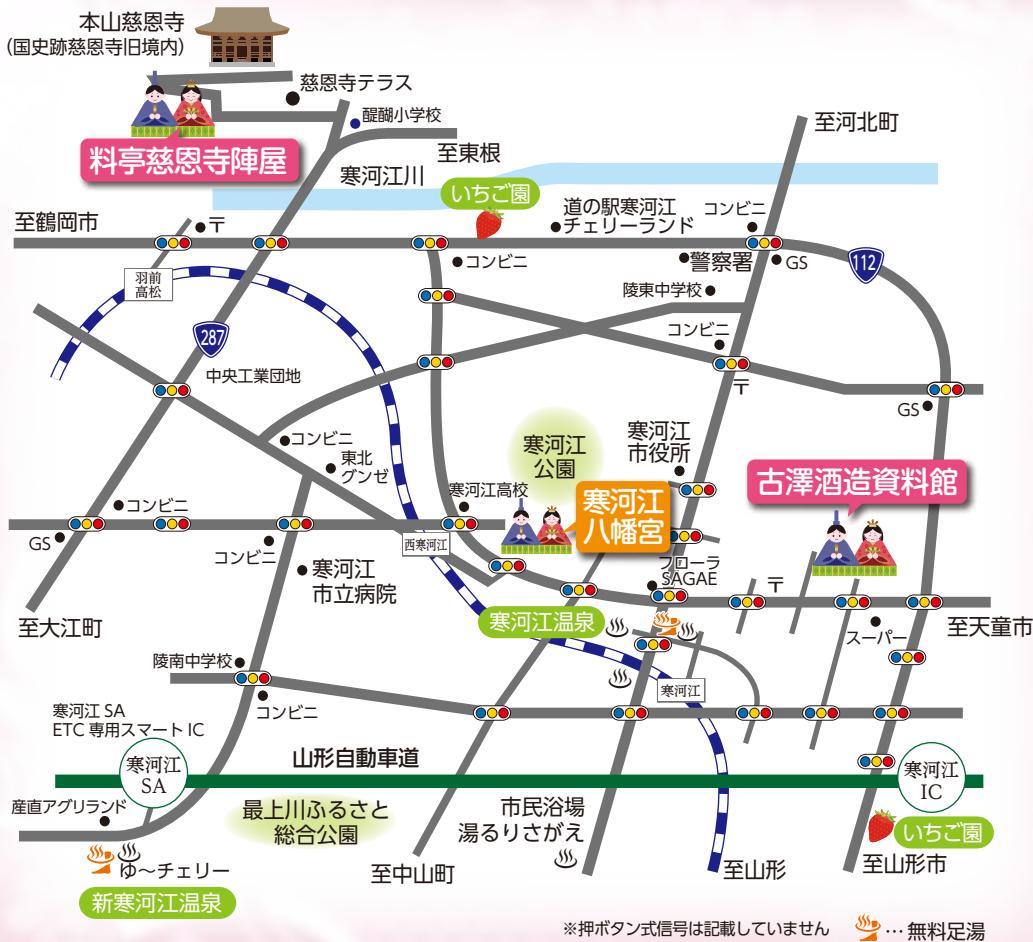 本山慈恩寺
(国史跡慈恩寺旧境内)
慈恩寺テラス
醍醐小学校
至河北町
料亭慈恩寺陣屋
至東根
寒河江川
いちご園
至鶴岡市
〒
道の駅寒河江
チェリーランド
コンビニ
コンビニ
警察署
GS
112
羽前
高松
陵東中学校
287
コンビニ
中央工業団地
〒
GS
コンビニ
東北
グンゼ
寒河江
公園
寒河江
市役所
古澤酒造資料館
コンビニ
寒河江高校
寒河江
八幡宮
GS
コンビニ
西寒河江
フローラ
SAGAE
〒
寒河江
市立病院
至大江町
寒河江温泉
スーパー
至天童市
陵南中学校
寒河江
コンビニ
寒河江 SA
ETC 専用スマート IC
寒河江
SA
山形自動車道
寒河江
IC
産直アグリランド
最上川ふるさと
総合公園
市民浴場
湯るりさがえ
いちご園
ゆ〜チェリー
至中山町
至山形
至山形市
新寒河江温泉
※押ボタン式信号は記載していません
…無料足湯